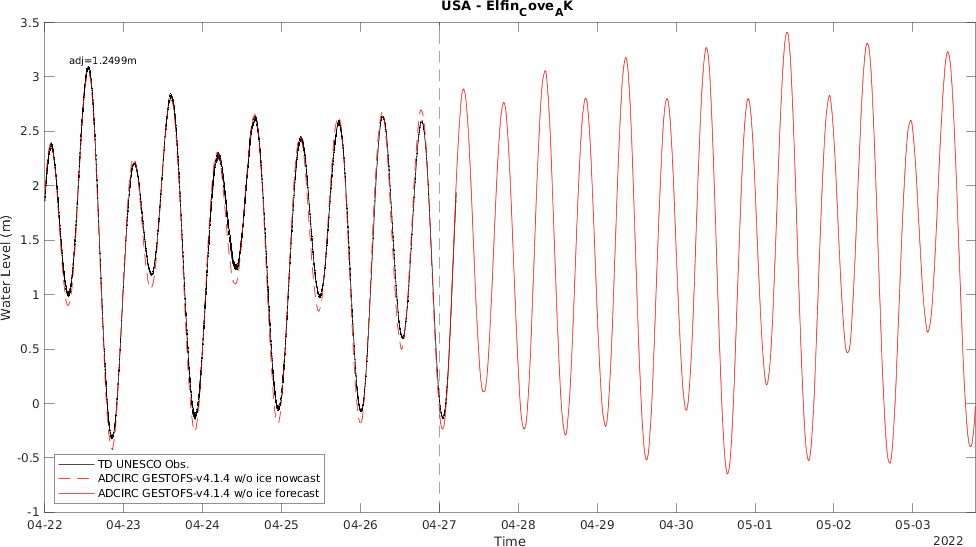 USA - ElfinCoveAK
adj=1.2499m
3.5
3
2.5
2
1.5
1
0.5
0
-0.5
-1
Water Level (m)
TD UNESCO Obs.
ADCIRC GESTOFS-v4.1.4 w/o ice nowcast
ADCIRC GESTOFS-v4.1.4 w/o ice forecast
04-22 04-23 04-24 04-25 04-26 04-27 04-28 04-29 04-30 05-01 05-02 05-03
Time
2022